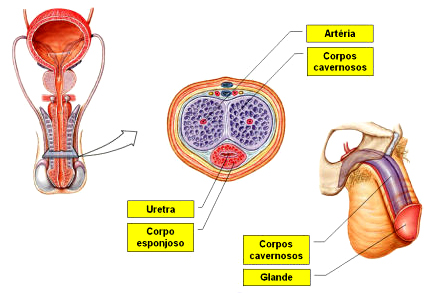 Artéria
Corpos
cavernosos
Uretra
Corpo
esponjoso
Corpos
cavernosos
Glande